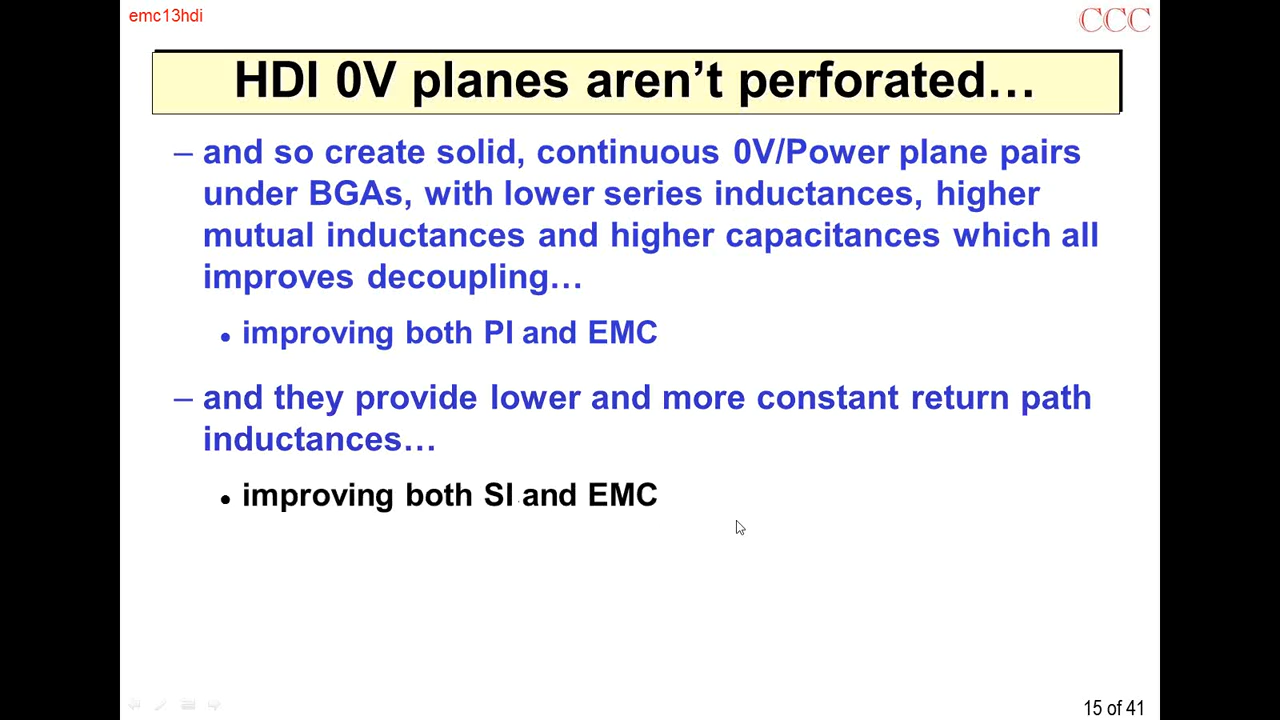 emc13hdi
CCC
HDI 0V planes aren’t perforated…
– and so create solid, continuous 0V/Power plane pairs
under BGAs, with lower series inductances, higher
mutual inductances and higher capacitances which all
improves decoupling…
• improving both PI and EMC
– and they provide lower and more constant return path
inductances…
• improving both SI and EMC
15 of 41